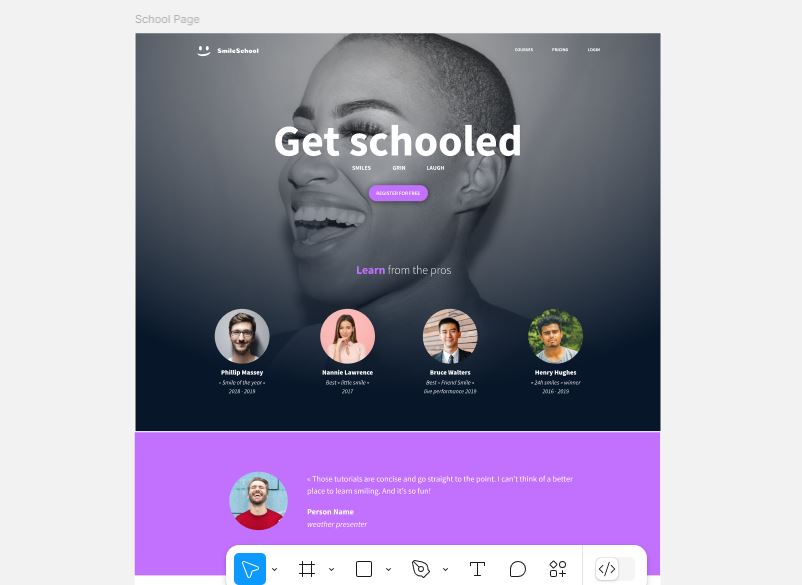 School Page
SmileSchool
COURSES PRICING LOGIN
Get schooled
SMILES GRIN LAUGH
REGISTER FOR FREE
Learn from the pros
Phillip Massey Nannie Lawrence Bruce Walters Henry Hughes
« Smile of the year » Best « little smile » Best « Friend Smile » « 24h smiles » winner
2018 - 2019 2017 live performance 2019 2016 - 2019
« Those tutorials are concise and go straight to the point. I can't think of a better
place to learn smiling. And it's so fun!
Person Name
weather presenter